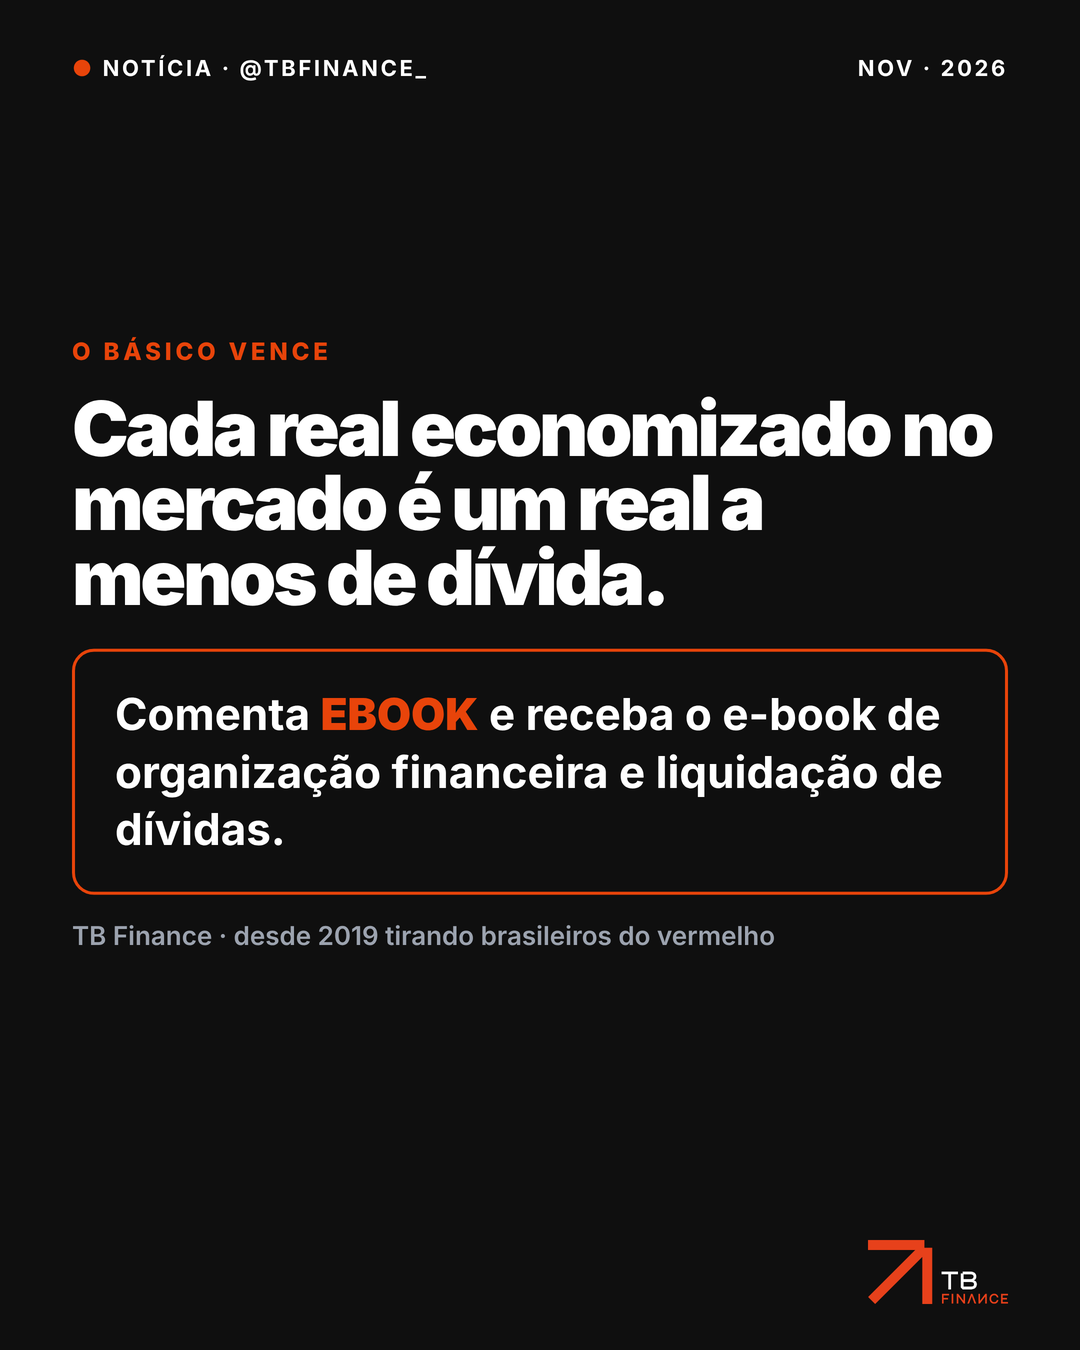 NOTÍCIA · @TBFINANCE_
NOV · 2026
O BÁSICO VENCE
Cada real economizado no
mercado é um real a
menos de dívida.
Comenta EBOOK e receba o e-book de
organização financeira e liquidação de
dívidas.
TB Finance · desde 2019 tirando brasileiros do vermelho
TB
FINANCE